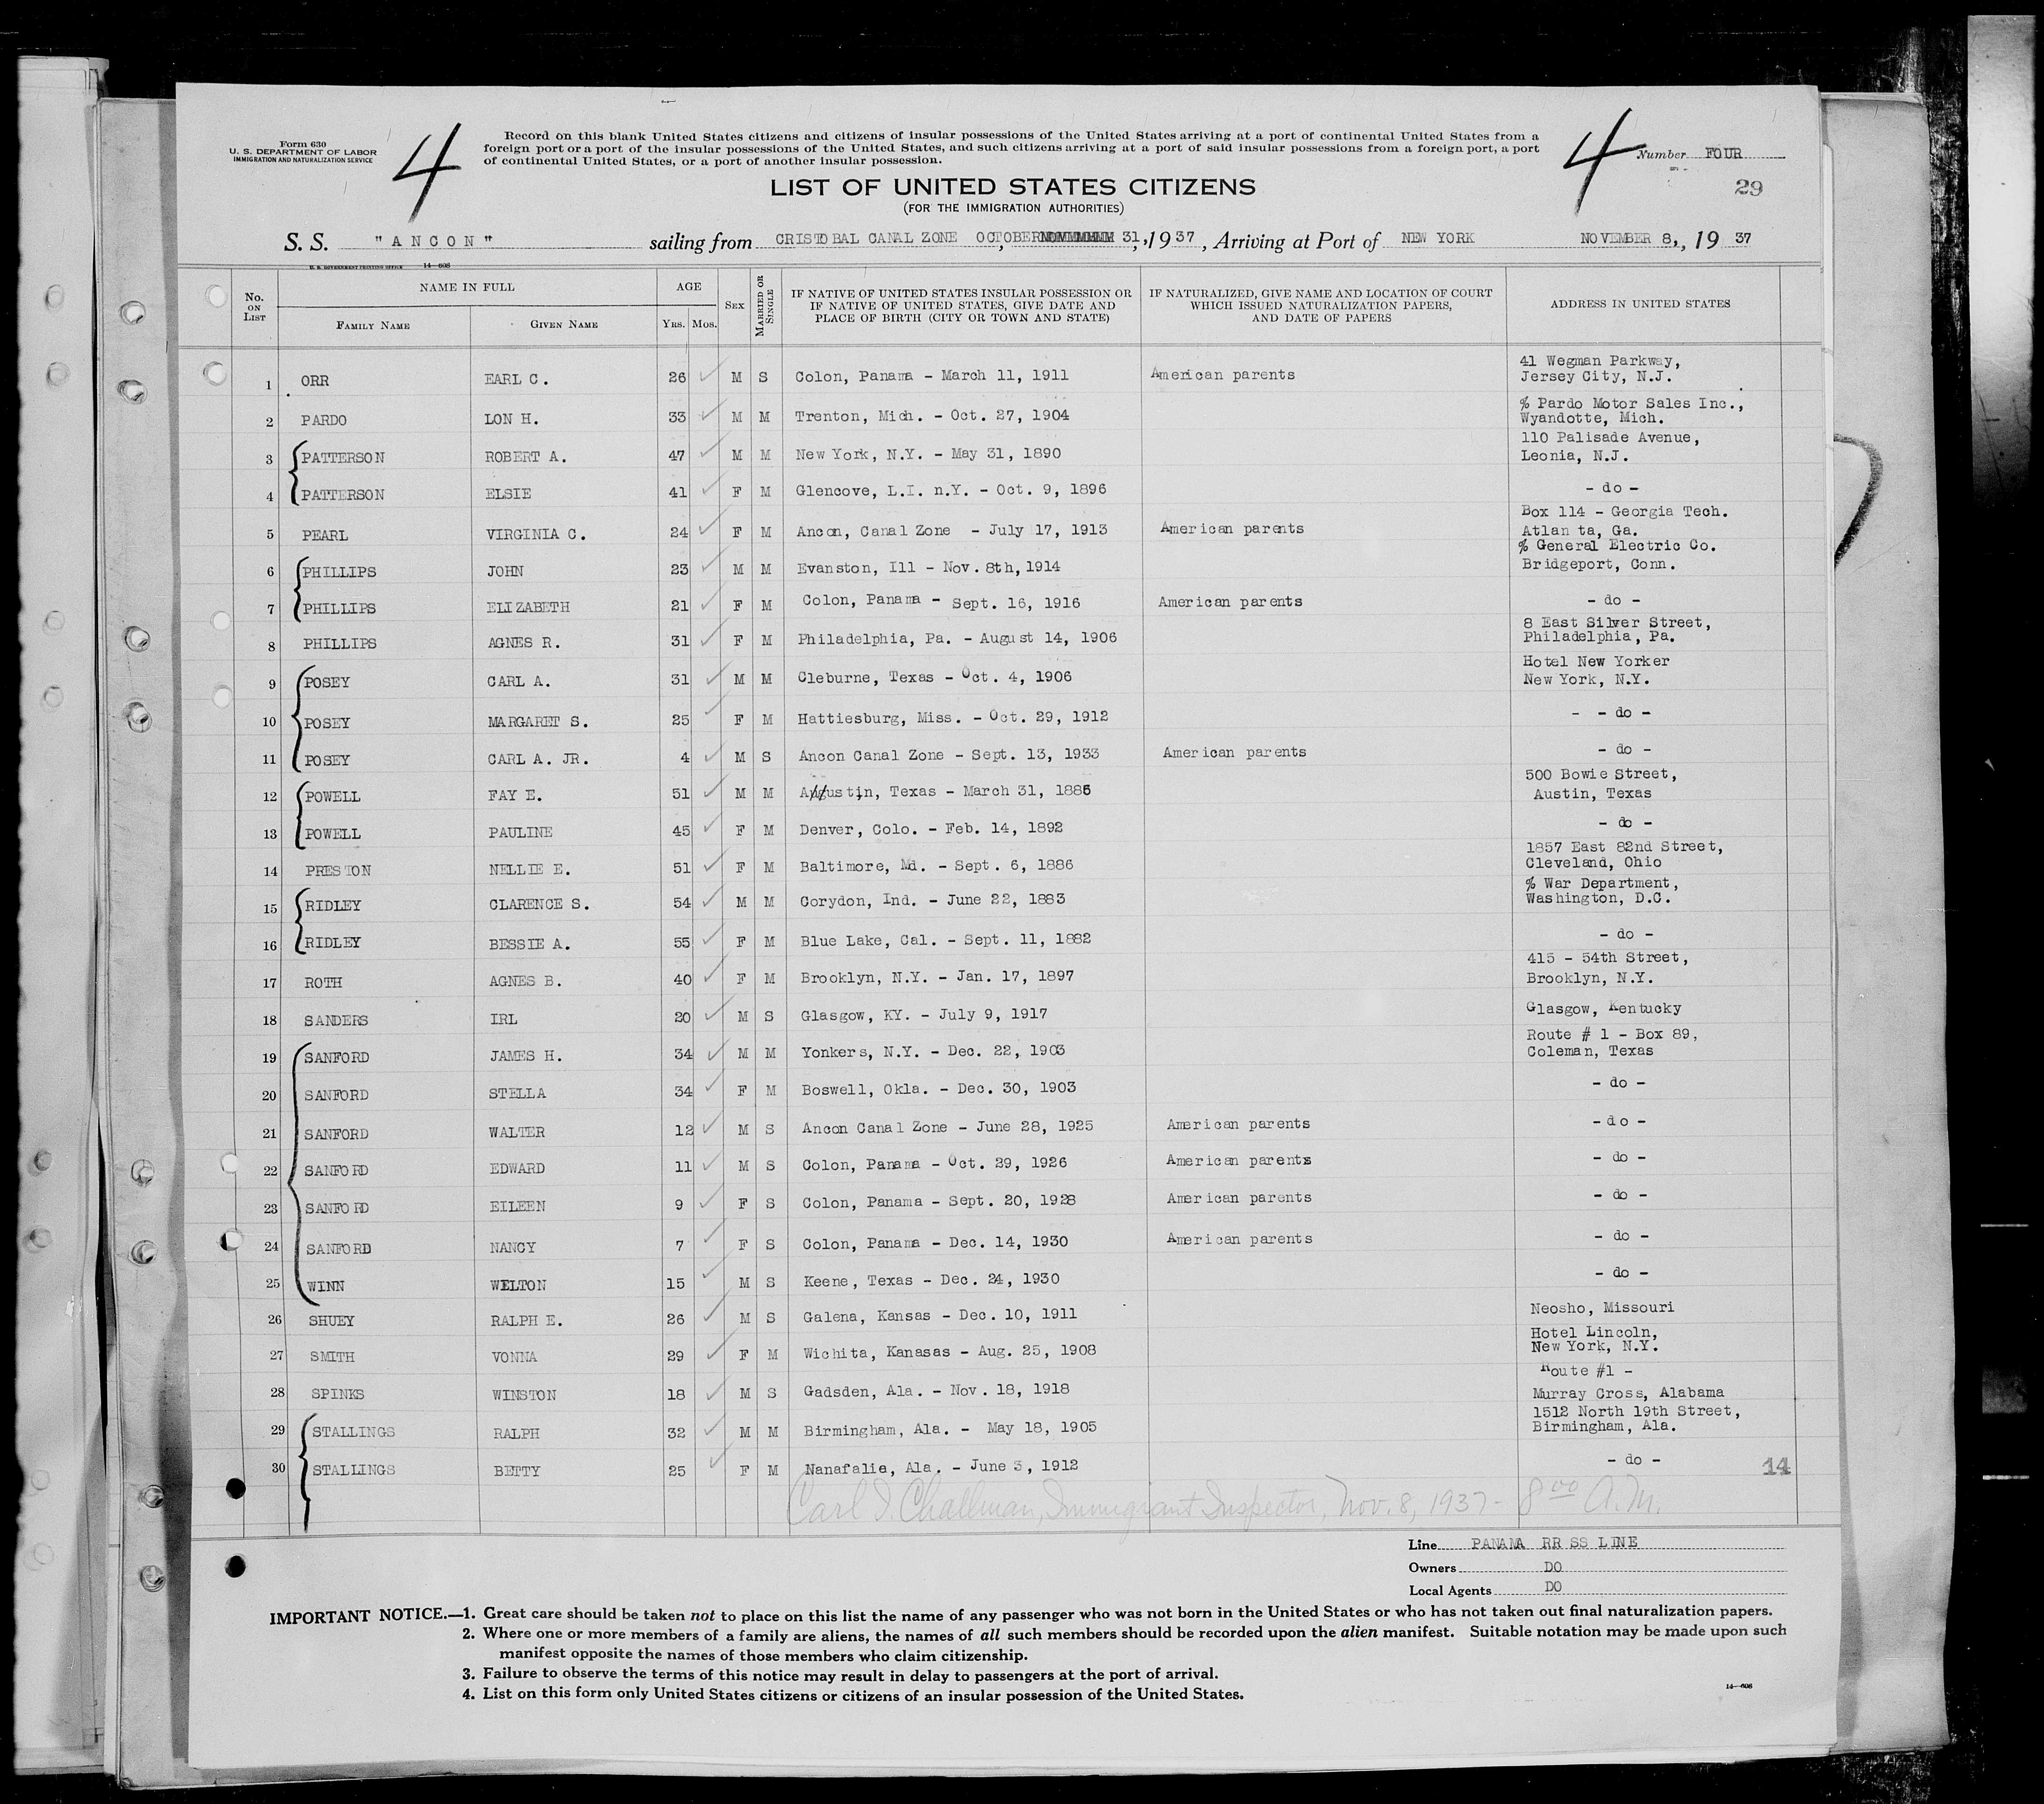 Form 630
U. S. DEPARTMENT OF LABOR
IMMIGRATION AND NATURALIZATION SERVICE
4
Record on this blank United States citizens and citizens of insular possessions of the United States arriving at a port of continental United States from a
foreign port or a port of the insular possessions of the United States, and such citizens arriving at a port of said insular possessions from a foreign port, a port
of continental United States, or a port of another insular possession.
4
Number FOUR
29
LIST OF UNITED STATES CITIZENS
(FOR THE IMMIGRATION AUTHORITIES)
S. S. "ANCON" sailing from CRISTOBAL CANAL ZONE OCTOBER 31, 1937, Arriving at Port of NEW YORK NOVEMBER 8,, 19 37
U. S. GOVERNMENT PRINTING OFFICE 14—608
No. ON LIST NAME IN FULL FAMILY NAME GIVEN NAME AGE YRS. MOS. SEX MARRIED OR SINGLE IF NATIVE OF UNITED STATES INSULAR POSSESSION OR IF NATIVE OF UNITED STATES, GIVE DATE AND PLACE OF BIRTH (CITY OR TOWN AND STATE) IF NATURALIZED, GIVE NAME AND LOCATION OF COURT WHICH ISSUED NATURALIZATION PAPERS, AND DATE OF PAPERS ADDRESS IN UNITED STATES
1 ORR EARL C. 26 M S Colon, Panama - March 11, 1911 American parents 41 Wegman Parkway, Jersey City, N.J.
2 PARDO LON H. 33 M M Trenton, Mich. - Oct. 27, 1904 % Pardo Motor Sales Inc., Wyandotte, Mich.
3 PATTERSON ROBERT A. 47 M M New York, N.Y. - May 31, 1890 110 Palisade Avenue, Leonia, N.J.
4 PATTERSON ELSIE 41 F M Glencove, L.I. n.Y. - Oct. 9, 1896 - do -
5 PEARL VIRGINIA C. 24 F M Ancon, Canal Zone - July 17, 1913 American parents Box 114 - Georgia Tech. Atlan ta, Ga.
6 PHILLIPS JOHN 23 M M Evanston, Ill - Nov. 8th, 1914 % General Electric Co. Bridgeport, Conn.
7 PHILLIPS ELIZABETH 21 F M Colon, Panama - Sept. 16, 1916 American parents - do -
8 PHILLIPS AGNES R. 31 F M Philadelphia, Pa. - August 14, 1906 8 East Silver Street, Philadelphia, Pa.
9 POSEY CARL A. 31 M M Cleburne, Texas - Oct. 4, 1906 Hotel New Yorker New York, N.Y.
10 POSEY MARGARET S. 25 F M Hattiesburg, Miss. - Oct. 29, 1912 - - do -
11 POSEY CARL A. JR. 4 M S Ancon Canal Zone - Sept. 13, 1933 American parents - do -
12 POWELL FAY E. 51 M M Augustin, Texas - March 31, 1886 500 Bowie Street, Austin, Texas
13 POWELL PAULINE 45 F M Denver, Colo. - Feb. 14, 1892 - do -
14 PRESTON NELLIE E. 51 F M Baltimore, Md. - Sept. 6, 1886 1857 East 82nd Street, Cleveland, Ohio
15 RIDLEY CLARENCE S. 54 M M Corydon, Ind. - June 22, 1883 % War Department, Washington, D.C.
16 RIDLEY BESSIE A. 55 F M Blue Lake, Cal. - Sept. 11, 1882 - do -
17 ROTH AGNES B. 40 F M Brooklyn, N.Y. - Jan. 17, 1897 415 - 54th Street, Brooklyn, N.Y.
18 SANDERS IRL 20 M S Glasgow, KY. - July 9, 1917 Glasgow, Kentucky
19 SANFORD JAMES H. 34 M M Yonkers, N.Y. - Dec. 22, 1903 Route # 1 - Box 89, Coleman, Texas
20 SANFORD STELLA 34 F M Boswell, Okla. - Dec. 30, 1903 - do -
21 SANFORD WALTER 12 M S Ancon Canal Zone - June 28, 1925 American parents - do -
22 SANFORD EDWARD 11 M S Colon, Panama - Oct. 29, 1926 American parents - do -
23 SANFORD EILEEN 9 F S Colon, Panama - Sept. 20, 1928 American parents - do -
24 SANFORD NANCY 7 F S Colon, Panama - Dec. 14, 1930 American parents - do -
25 WINN WELTON 15 M S Keene, Texas - Dec. 24, 1930 - do -
26 SHUEY RALPH E. 26 M S Galena, Kansas - Dec. 10, 1911 Neosho, Missouri
27 SMITH VONNA 29 F M Wichita, Kanasas - Aug. 25, 1908 Hotel Lincoln, New York, N.Y.
28 SPINKS WINSTON 18 M S Gadsden, Ala. - Nov. 18, 1918 Route #1 - Murray Cross, Alabama
29 STALLINGS RALPH 32 M M Birmingham, Ala. - May 18, 1905 1512 North 19th Street, Birmingham, Ala.
30 STALLINGS BETTY 25 F M Nanafalie, Ala. - June 3, 1912 - do -
14
Carl I. Challman, Immigrant Inspector, Nov. 8, 1937 - 8 00 A.M.
Line PANAMA RR SS LINE
Owners DO
Local Agents DO
IMPORTANT NOTICE.—1. Great care should be taken not to place on this list the name of any passenger who was not born in the United States or who has not taken out final naturalization papers.
2. Where one or more members of a family are aliens, the names of all such members should be recorded upon the alien manifest. Suitable notation may be made upon such
manifest opposite the names of those members who claim citizenship.
3. Failure to observe the terms of this notice may result in delay to passengers at the port of arrival.
4. List on this form only United States citizens or citizens of an insular possession of the United States.
14—608